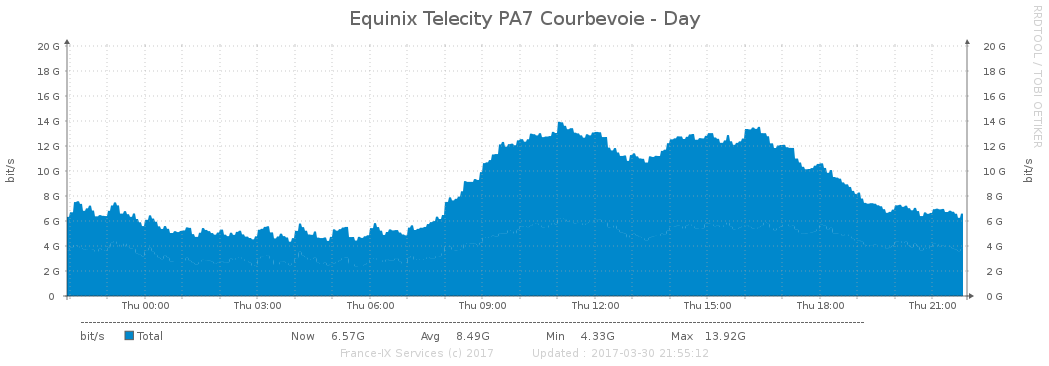 Equinix Telecity PA7 Courbevoie - Day
RRDTOOL / TOBI OETIKER
bit/s
20 G 20 G
18 G 18 G
16 G 16 G
14 G 14 G
12 G 12 G
10 G 10 G
8 G 8 G
6 G 6 G
4 G 4 G
2 G 2 G
0 0 G
bit/s
Thu 00:00 Thu 03:00 Thu 06:00 Thu 09:00 Thu 12:00 Thu 15:00 Thu 18:00 Thu 21:00
bit/s Total Now 6.57G Avg 8.49G Min 4.33G Max 13.92G
France-IX Services (c) 2017 Updated : 2017-03-30 21:55:12